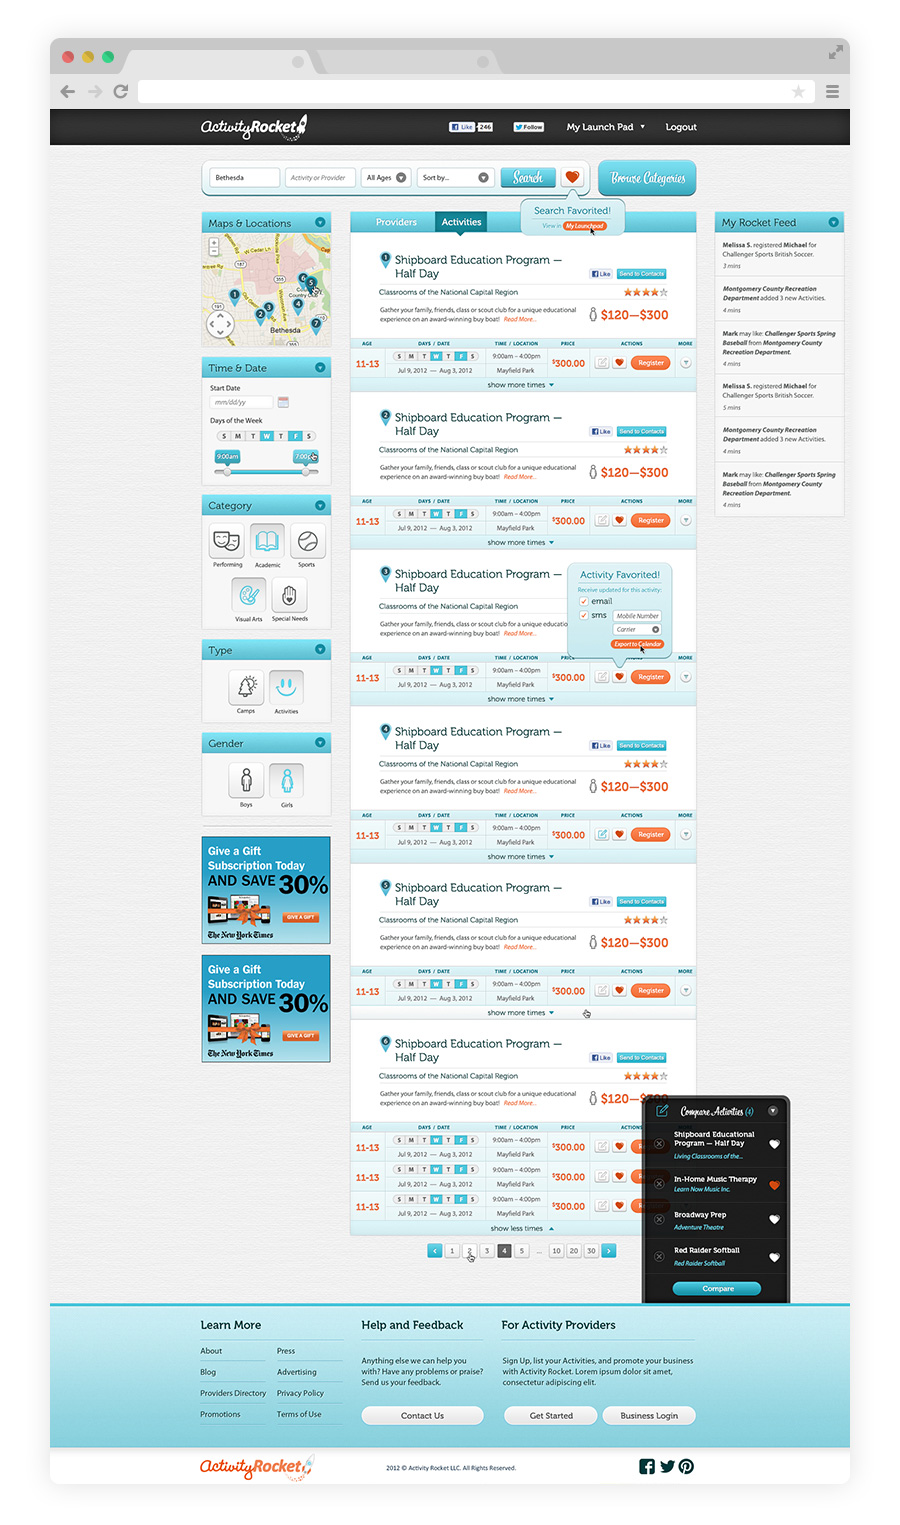 ActivityRocket
Like 246
Follow
My Launch Pad
Logout
Bethesda
Activity or Provider
All Ages
Sort by...
Search
Browse Categories
Search Favorited!
View in My Launchpad
Maps & Locations
Bethesda
Time & Date
Start Date
mm/dd/yy
Days of the Week
S M T W T F S
9:00am
7:00p
Category
Performing Academic Sports
Visual Arts Special Needs
Type
Camps Activities
Gender
Boys Girls
Give a Gift
Subscription Today
AND SAVE 30%
GIVE A GIFT
The New York Times
Give a Gift
Subscription Today
AND SAVE 30%
GIVE A GIFT
The New York Times
Providers Activities
1 Shipboard Education Program —
Half Day
Like Send to Contacts
Classrooms of the National Capital Region
Gather your family, friends, class or scout club for a unique educational
experience on an award-winning buy boat! Read More...
$120—$300
AGE DAYS / DATE TIME / LOCATION PRICE ACTIONS MORE
11-13 S M T W T F S 9:00am – 4:00pm $300.00 Register
Jul 9, 2012 — Aug 3, 2012 Mayfield Park
show more times
2 Shipboard Education Program —
Half Day
Like Send to Contacts
Classrooms of the National Capital Region
Gather your family, friends, class or scout club for a unique educational
experience on an award-winning buy boat! Read More...
$120—$300
AGE DAYS / DATE TIME / LOCATION PRICE ACTIONS MORE
11-13 S M T W T F S 9:00am – 4:00pm $300.00 Register
Jul 9, 2012 — Aug 3, 2012 Mayfield Park
show more times
3 Shipboard Education Program —
Half Day
Classrooms of the National Capital Region
Gather your family, friends, class or scout club for a unique educatio
experience on an award-winning buy boat! Read More...
Activity Favorited!
Receive updated for this activity:
email
sms Mobile Number
Carrier
Export to Calendar
AGE DAYS / DATE TIME / LOCATION PRICE MORE
11-13 S M T W T F S 9:00am – 4:00pm $300.00 Register
Jul 9, 2012 — Aug 3, 2012 Mayfield Park
show more times
4 Shipboard Education Program —
Half Day
Like Send to Contacts
Classrooms of the National Capital Region
Gather your family, friends, class or scout club for a unique educational
experience on an award-winning buy boat! Read More...
$120—$300
AGE DAYS / DATE TIME / LOCATION PRICE ACTIONS MORE
11-13 S M T W T F S 9:00am – 4:00pm $300.00 Register
Jul 9, 2012 — Aug 3, 2012 Mayfield Park
show more times
5 Shipboard Education Program —
Half Day
Like Send to Contacts
Classrooms of the National Capital Region
Gather your family, friends, class or scout club for a unique educational
experience on an award-winning buy boat! Read More...
$120—$300
AGE DAYS / DATE TIME / LOCATION PRICE ACTIONS MORE
11-13 S M T W T F S 9:00am – 4:00pm $300.00 Register
Jul 9, 2012 — Aug 3, 2012 Mayfield Park
show more times
6 Shipboard Education Program —
Half Day
Like Send to Contacts
Classrooms of the National Capital Region
Gather your family, friends, class or scout club for a unique educational
experience on an award-winning buy boat! Read More...
$120—$300
AGE DAYS / DATE TIME / LOCATION PRICE ACTIONS
11-13 S M T W T F S 9:00am – 4:00pm $300.00
Jul 9, 2012 — Aug 3, 2012 Mayfield Park
11-13 S M T W T F S 9:00am – 4:00pm $300.00
Jul 9, 2012 — Aug 3, 2012 Mayfield Park
11-13 S M T W T F S 9:00am – 4:00pm $300.00
Jul 9, 2012 — Aug 3, 2012 Mayfield Park
show less times
1 2 3 4 5 ... 10 20 30
My Rocket Feed
Melissa S. registered Michael for
Challenger Sports British Soccer.
3 mins
Montgomery County Recreation
Department added 3 new Activities.
4 mins
Mark may like: Challenger Sports Spring
Baseball from Montgomery County
Recreation Department.
4 mins
Melissa S. registered Michael for
Challenger Sports British Soccer.
3 mins
Montgomery County Recreation
Department added 3 new Activities.
4 mins
Mark may like: Challenger Sports Spring
Baseball from Montgomery County
Recreation Department.
4 mins
Compare Activities (4)
Shipboard Educational
Program — Half Day
Living Classrooms of the...
In-Home Music Therapy
Learn Now Music Inc.
Broadway Prep
Adventure Theatre
Red Raider Softball
Red Raider Softball
Compare
Learn More
About Press
Blog Advertising
Providers Directory Privacy Policy
Promotions Terms of Use
Help and Feedback
Anything else we can help you
with? Have any problems or praise?
Send us your feedback.
Contact Us
For Activity Providers
Sign Up, list your Activities, and promote your business
with Activity Rocket. Lorem ipsum dolor sit amet,
consectetur adipiscing elit.
Get Started Business Login
ActivityRocket
2012 © Activity Rocket LLC. All Rights Reserved.